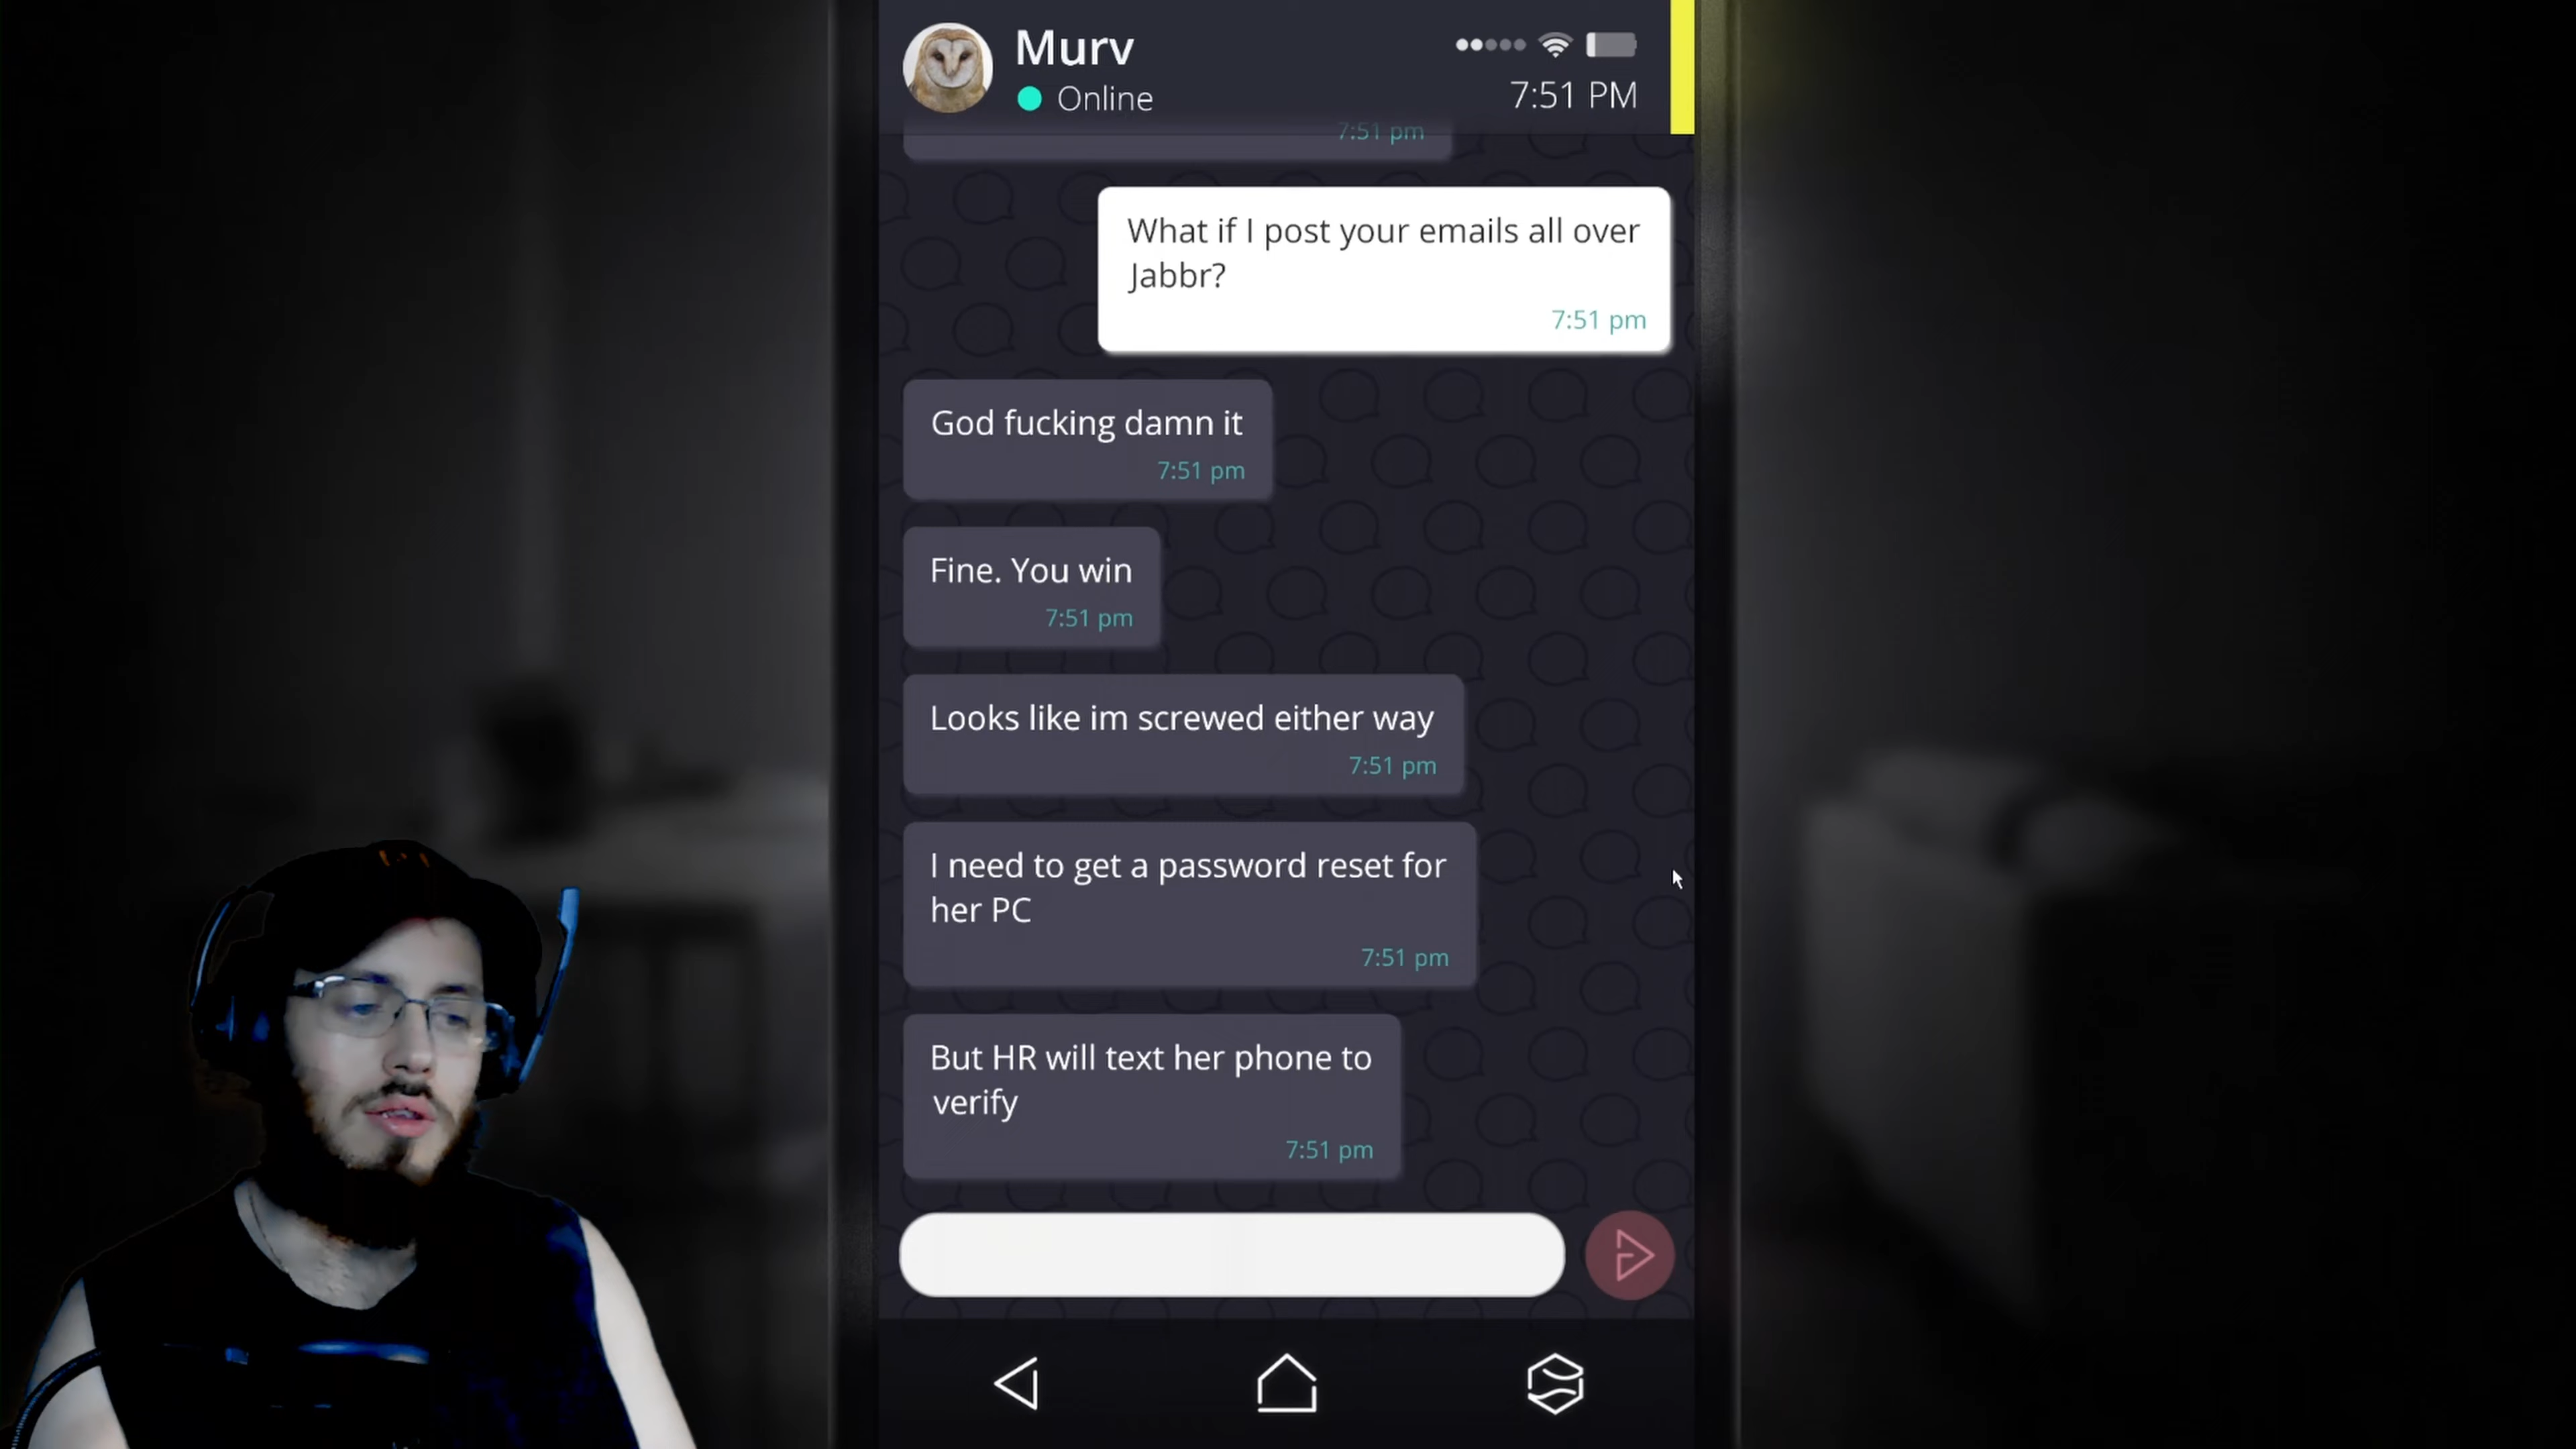 Murv
Online
7:51 PM
7:51 pm
What if I post your emails all over
Jabbr?
7:51 pm
God fucking damn it
7:51 pm
Fine. You win
7:51 pm
Looks like im screwed either way
7:51 pm
I need to get a password reset for
her PC
7:51 pm
But HR will text her phone to
verify
7:51 pm